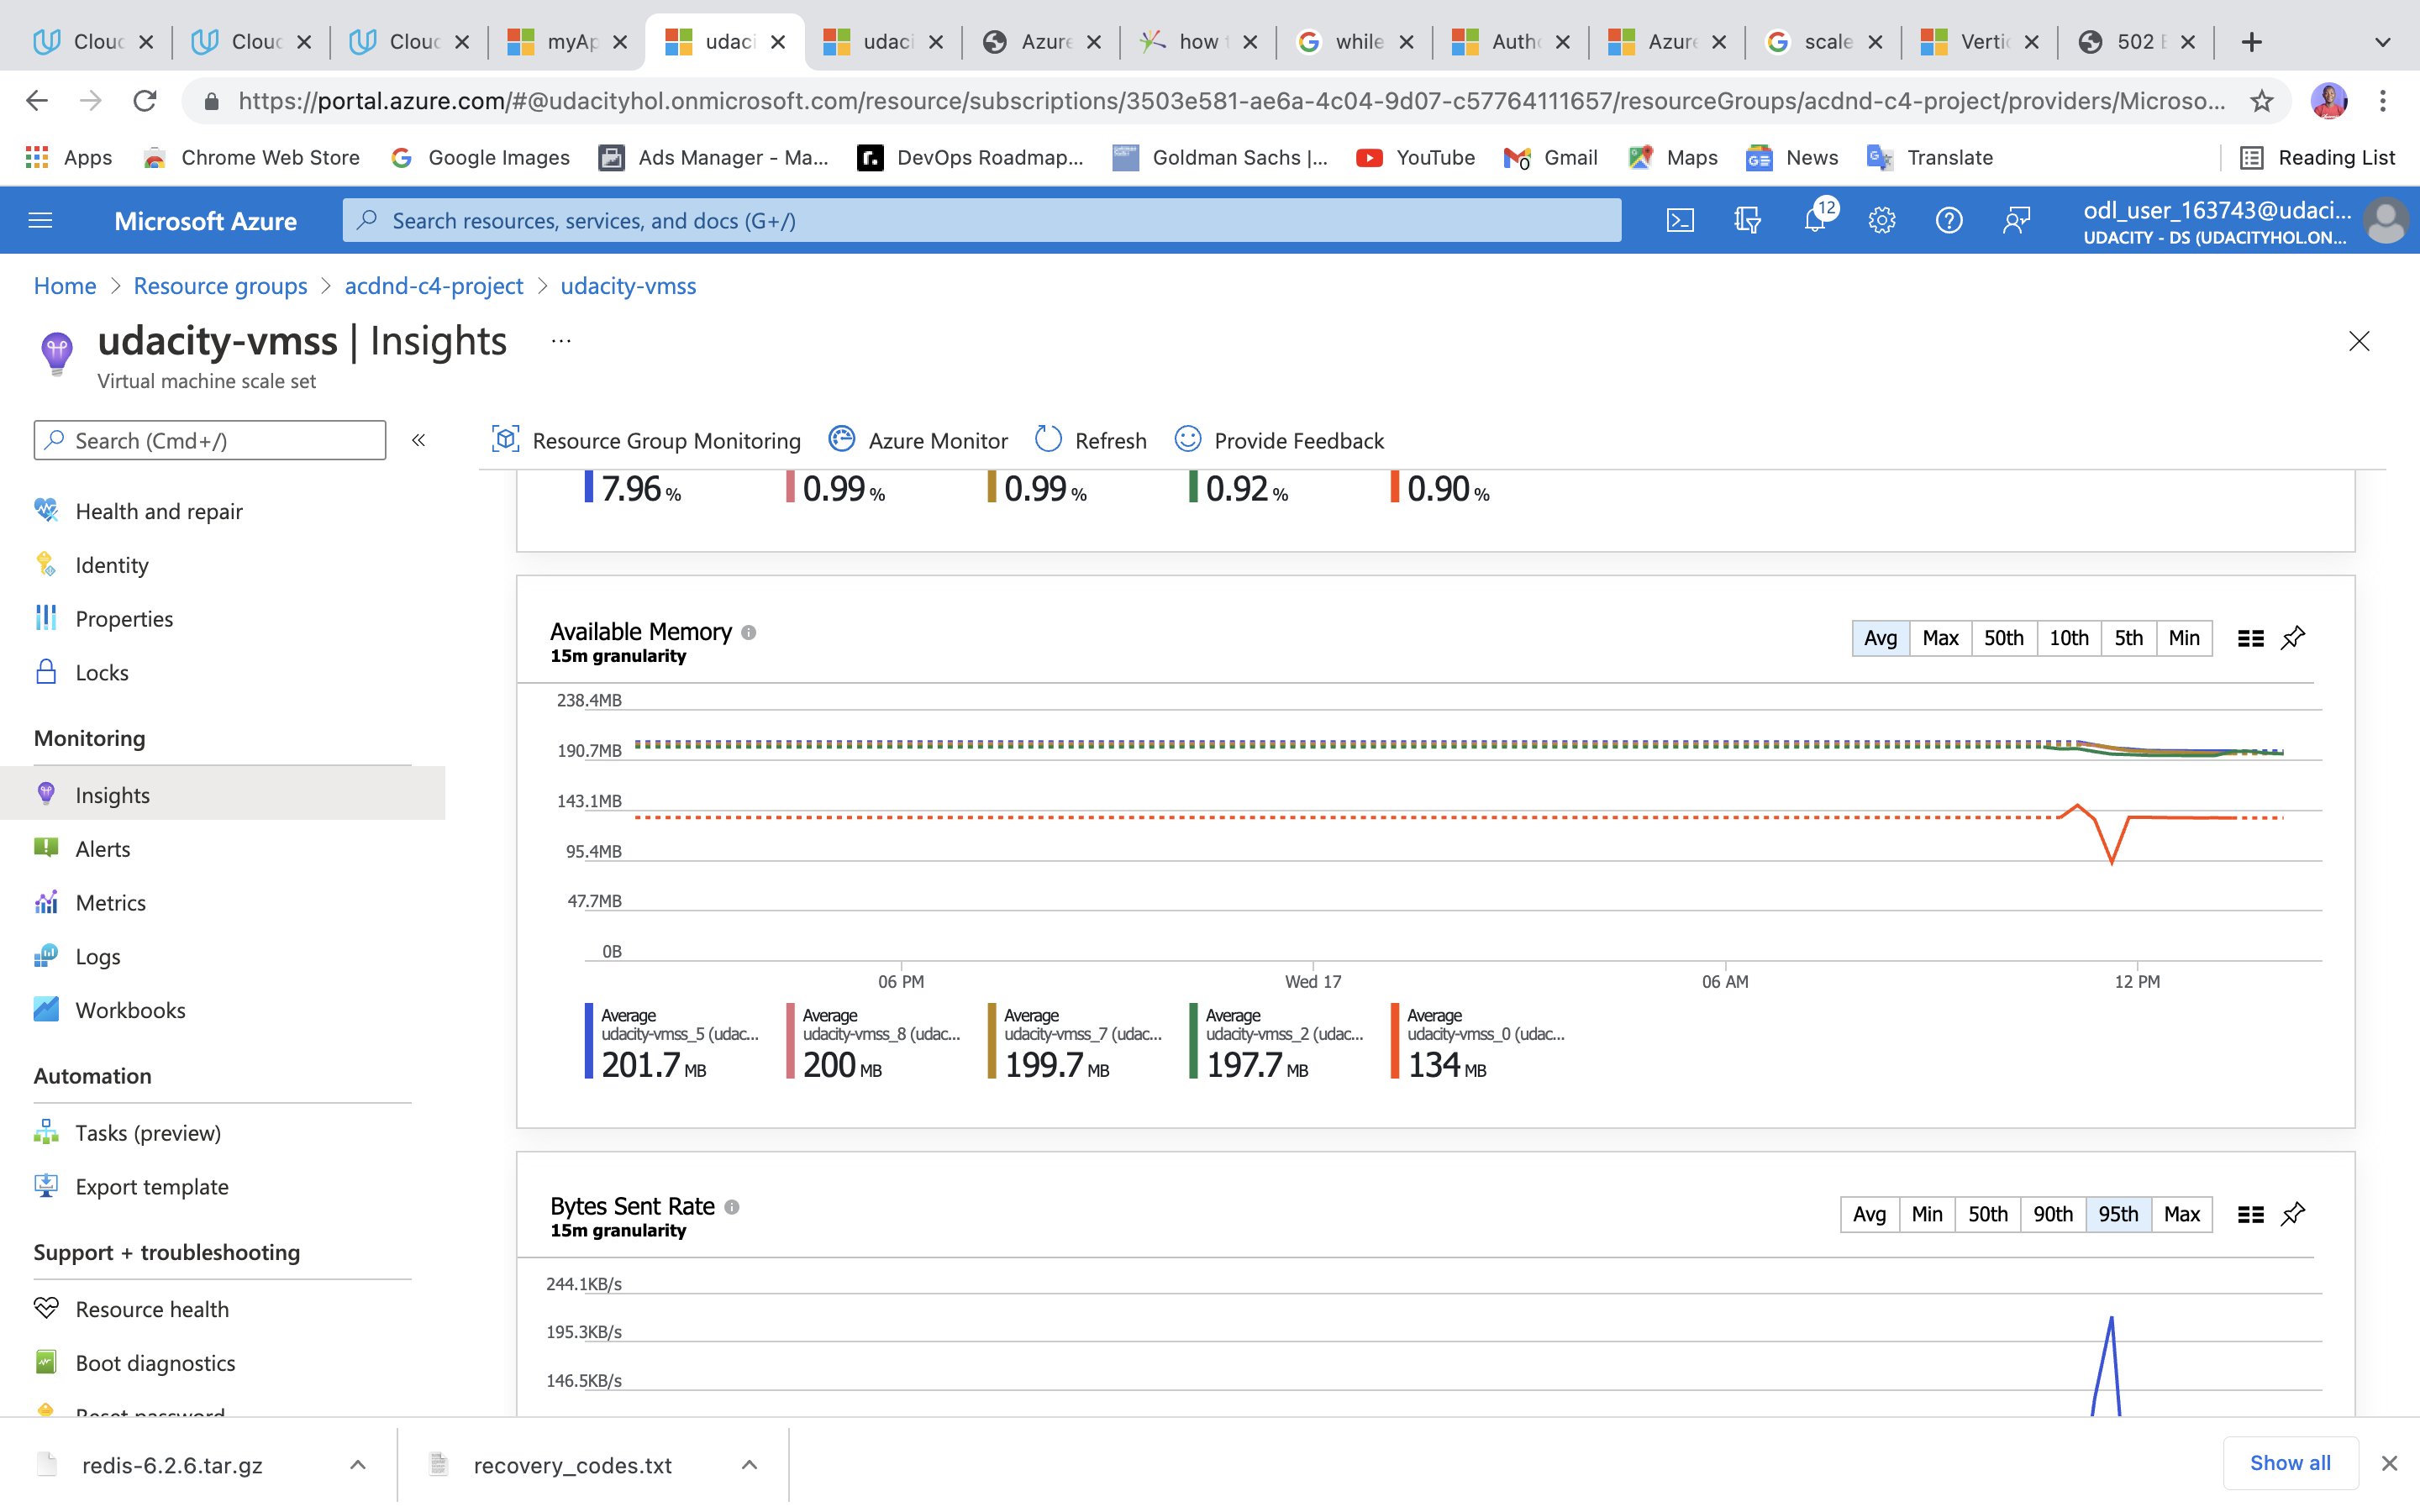 Clouc
Clouc
Clouc
myAp
udaci
udaci
Azure
how t
while
Autho
Azure
scale
Vertic
502 B
https://portal.azure.com/#@udacityhol.onmicrosoft.com/resource/subscriptions/3503e581-ae6a-4c04-9d07-c57764111657/resourceGroups/acdnd-c4-project/providers/Microso...
Apps
Chrome Web Store
Google Images
Ads Manager - Ma...
DevOps Roadmap...
Goldman Sachs |...
YouTube
Gmail
Maps
News
Translate
Reading List
Microsoft Azure
Search resources, services, and docs (G+/)
12
odl_user_163743@udaci...
UDACITY - DS (UDACITYHOL.ON...
Home > Resource groups > acdnd-c4-project > udacity-vmss
udacity-vmss | Insights ...
Virtual machine scale set
Search (Cmd+/)
«
Resource Group Monitoring
Azure Monitor
Refresh
Provide Feedback
Health and repair
Identity
Properties
Locks
Monitoring
Insights
Alerts
Metrics
Logs
Workbooks
Automation
Tasks (preview)
Export template
Support + troubleshooting
Resource health
Boot diagnostics
Reset password
7.96 %
0.99 %
0.99 %
0.92 %
0.90 %
Available Memory
15m granularity
Avg
Max
50th
10th
5th
Min
238.4MB
190.7MB
143.1MB
95.4MB
47.7MB
0B
06 PM
Wed 17
06 AM
12 PM
Average
udacity-vmss_5 (udac...
201.7 MB
Average
udacity-vmss_8 (udac...
200 MB
Average
udacity-vmss_7 (udac...
199.7 MB
Average
udacity-vmss_2 (udac...
197.7 MB
Average
udacity-vmss_0 (udac...
134 MB
Bytes Sent Rate
15m granularity
Avg
Min
50th
90th
95th
Max
244.1KB/s
195.3KB/s
146.5KB/s
redis-6.2.6.tar.gz
recovery_codes.txt
Show all